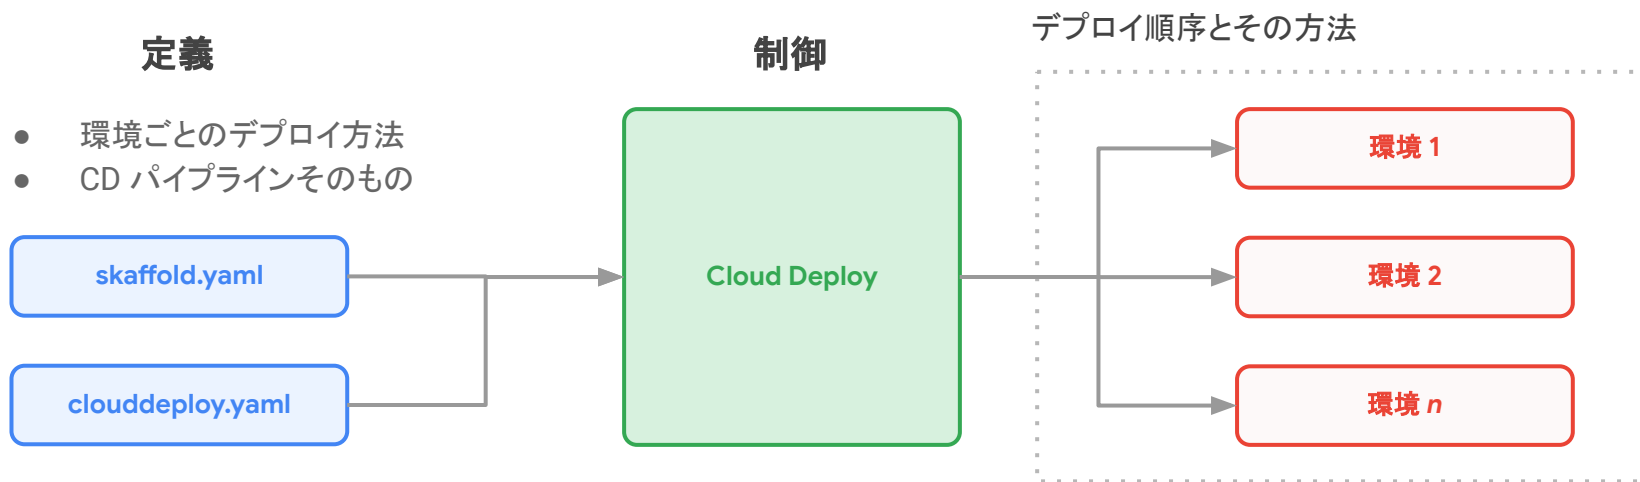 定義
● 環境ごとのデプロイ方法
● CD パイプラインそのもの
skaffold.yaml
clouddeploy.yaml
制御
Cloud Deploy
デプロイ順序とその方法
環境 1
環境 2
環境 n